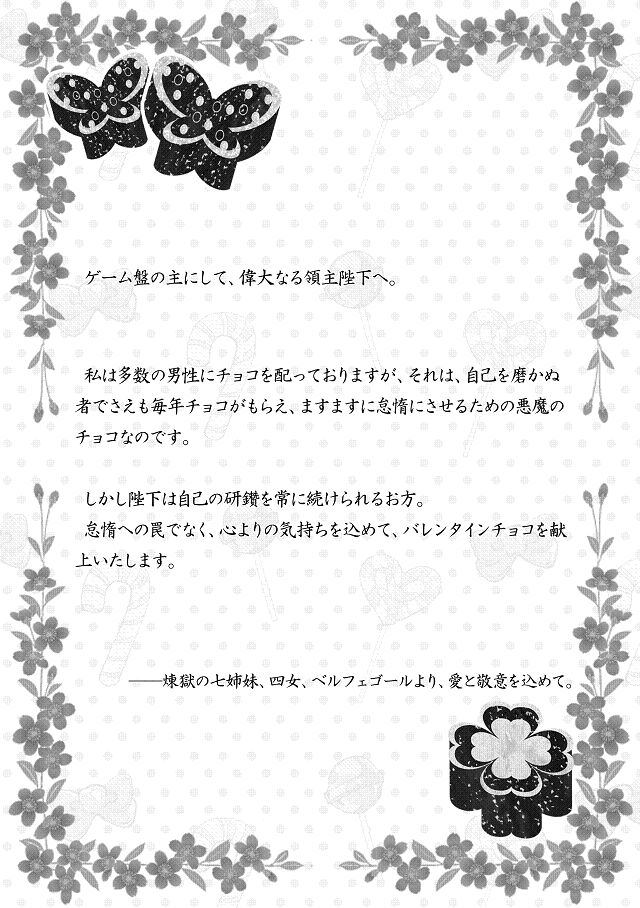 ゲーム盤の主にして、偉大なる領主陛下へ。
私は多数の男性にチョコを配っておりますが、それは、自己を磨かぬ
者でさえも毎年チョコがもらえ、ますますに怠惰にさせるための悪魔の
チョコなのです。
しかし陛下は自己の研鑽を常に続けられるお方。
怠惰への罠でなく、心よりの気持ちを込めて、バレンタインチョコを献
上いたします。
――煉獄の七姉妹、四女、ベルフェゴールより、愛と敬意を込めて。